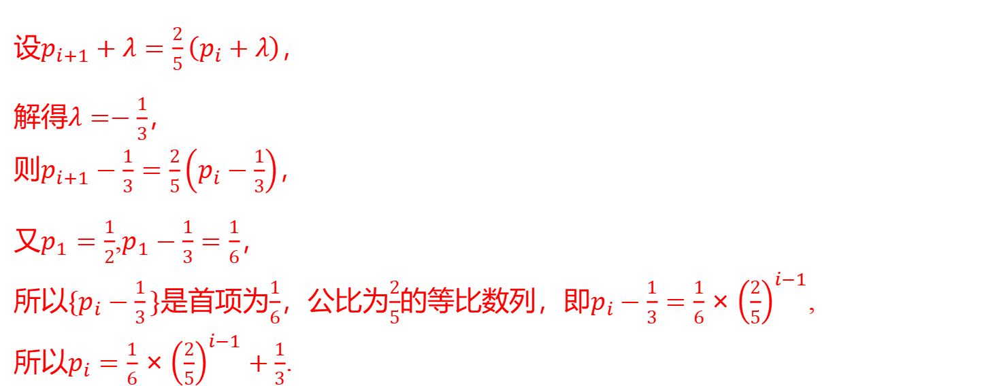 设$p_{i+1}+\lambda=\frac{2}{5}(p_i+\lambda)$，
解得$\lambda=-\frac{1}{3}$，
则$p_{i+1}-\frac{1}{3}=\frac{2}{5}\left(p_i-\frac{1}{3}\right)$，
又$p_1=\frac{1}{2}$,$p_1-\frac{1}{3}=\frac{1}{6}$，
所以$\{p_i-\frac{1}{3}\}$是首项为$\frac{1}{6}$，公比为$\frac{2}{5}$的等比数列，即$p_i-\frac{1}{3}=\frac{1}{6}\times\left(\frac{2}{5}\right)^{i-1}$,
所以$p_i=\frac{1}{6}\times\left(\frac{2}{5}\right)^{i-1}+\frac{1}{3}$.